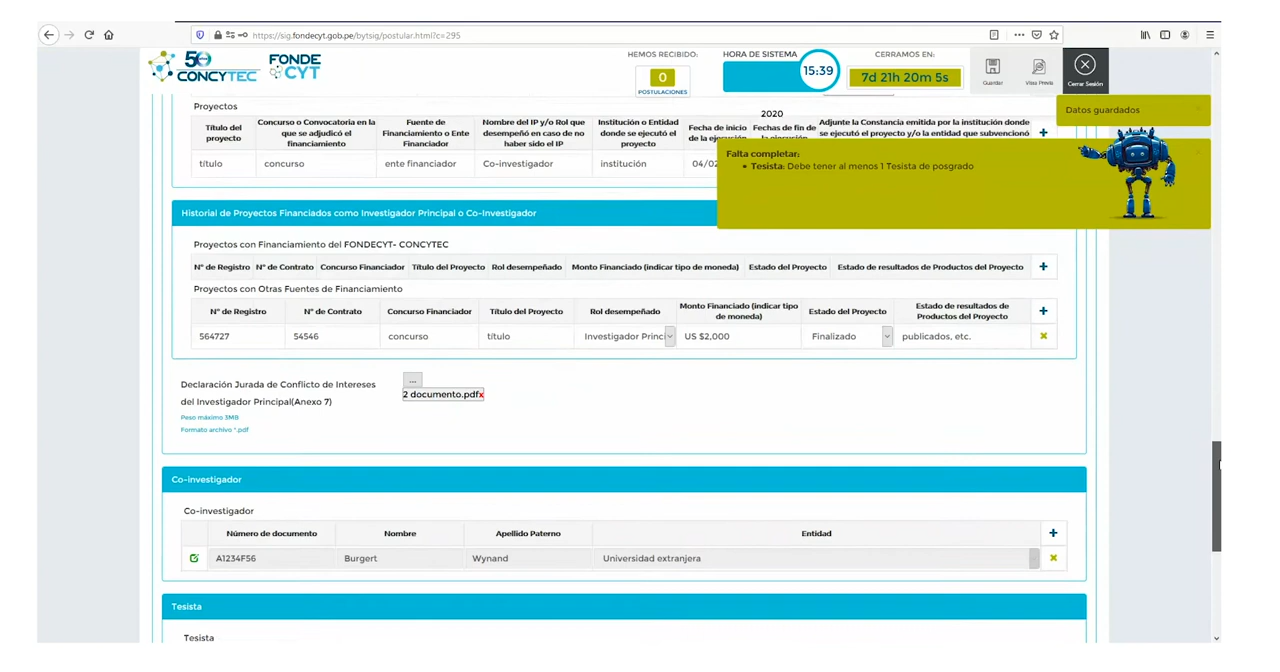 https://sig.fondecyt.gob.pe/bytsig/postular.html?c=295
50
CONCYTEC
FONDE
CYT
HEMOS RECIBIDO:
0
POSTULACIONES
HORA DE SISTEMA
15:39
CERRAMOS EN:
7d 21h 20m 5s
Guardar
Vista Previa
Cerrar Sesión
Datos guardados
Proyectos
2020
Título del proyecto
Concurso o Convocatoria en la que se adjudicó el financiamiento
Fuente de Financiamiento o Ente Financiador
Nombre del IP y/o Rol que desempeñó en caso de no haber sido el IP
Institución o Entidad donde se ejecutó el proyecto
Fecha de inicio de la ejecución
Fechas de fin de la ejecución
Adjunte la Constancia emitida por la institución donde se ejecutó el proyecto y/o la entidad que subvencionó
título
concurso
ente financiador
Co-investigador
institución
04/02
Falta completar:
• Tesista: Debe tener al menos 1 Tesista de posgrado
Historial de Proyectos Financiados como Investigador Principal o Co-Investigador
Proyectos con Financiamiento del FONDECYT- CONCYTEC
N° de Registro N° de Contrato Concurso Financiador Título del Proyecto Rol desempeñado Monto Financiado (indicar tipo de moneda) Estado del Proyecto Estado de resultados de Productos del Proyecto
Proyectos con Otras Fuentes de Financiamiento
N° de Registro
N° de Contrato
Concurso Financiador
Título del Proyecto
Rol desempeñado
Monto Financiado (indicar tipo de moneda)
Estado del Proyecto
Estado de resultados de Productos del Proyecto
564727
54546
concurso
título
Investigador Princi
US $2,000
Finalizado
publicados, etc.
Declaración Jurada de Conflicto de Intereses
del Investigador Principal(Anexo 7)
Peso máximo 3MB
Formato archivo *.pdf
...
2 documento.pdfx
Co-investigador
Co-investigador
Número de documento
Nombre
Apellido Paterno
Entidad
A1234F56
Burgert
Wynand
Universidad extranjera
Tesista
Tesista